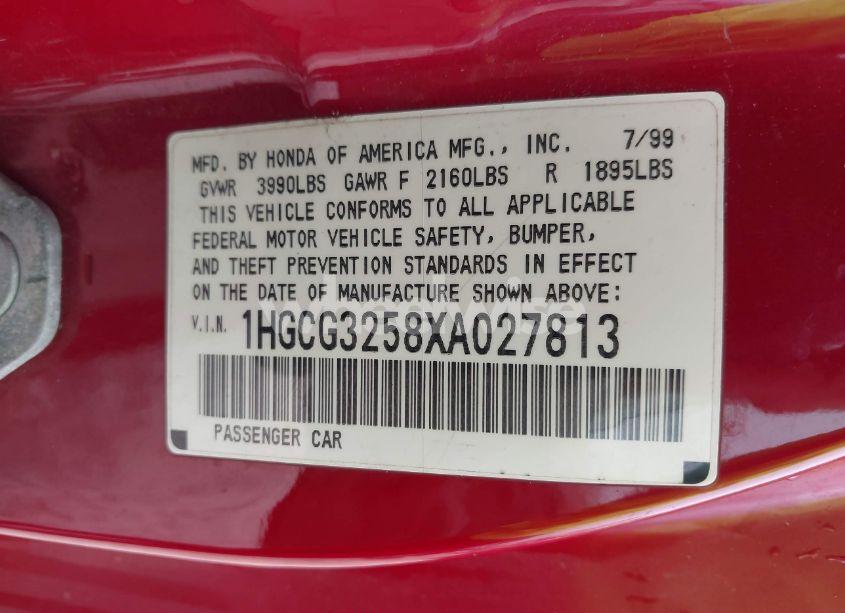 MFD. BY HONDA OF AMERICA MFG., INC. 7/99
GVWR 3990LBS GAWR F 2160LBS R 1895LBS
THIS VEHICLE CONFORMS TO ALL APPLICABLE
FEDERAL MOTOR VEHICLE SAFETY, BUMPER,
AND THEFT PREVENTION STANDARDS IN EFFECT
ON THE DATE OF MANUFACTURE SHOWN ABOVE:
V.I.N. 1HGCG3258XA027813
PASSENGER CAR